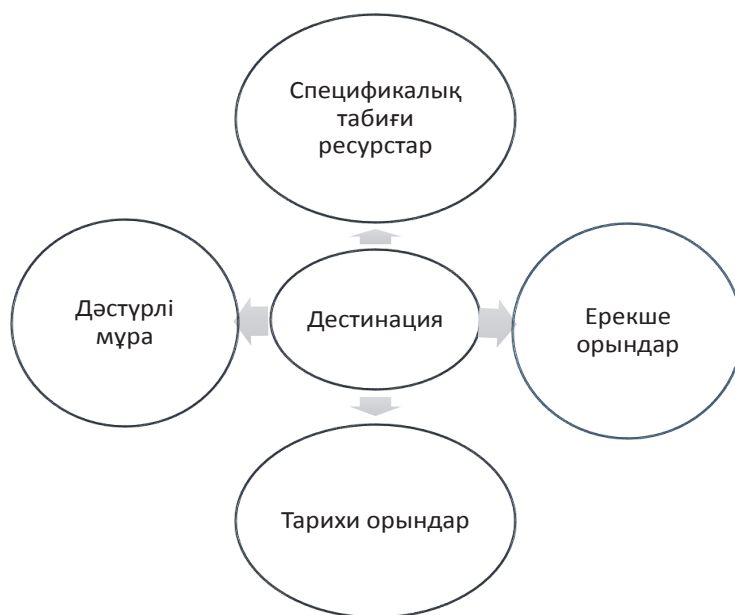 Спецификалық
табиғи
ресурстар
Дәстүрлі
мұра
Дестинация
Ерекше
орындар
Тарихи орындар